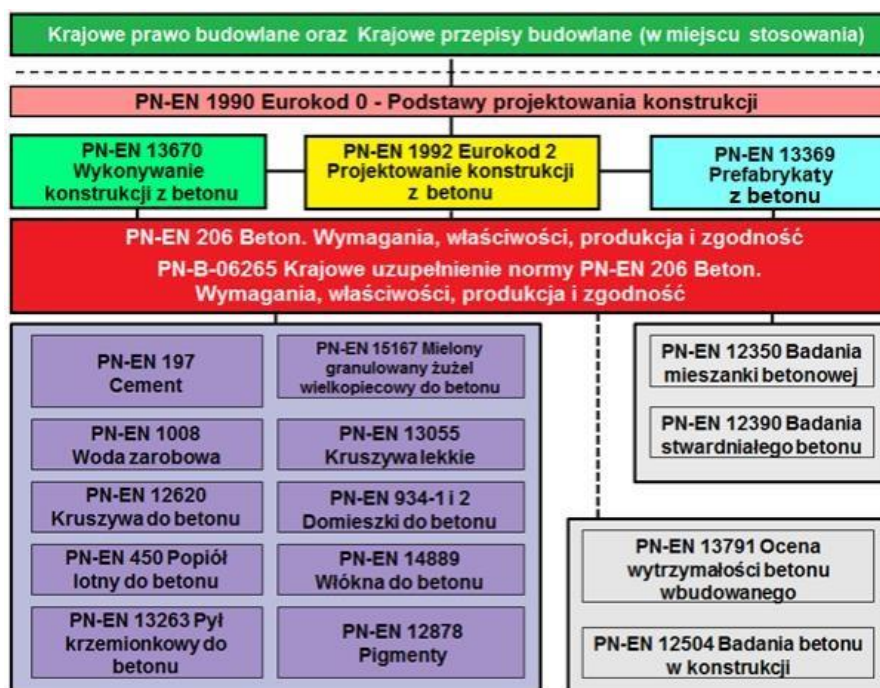 Krajowe prawo budowlane oraz Krajowe przepisy budowlane (w miejscu stosowania)
PN-EN 1990 Eurokod 0 - Podstawy projektowania konstrukcji
PN-EN 13670
Wykonywanie
konstrukcji z betonu
PN-EN 1992 Eurokod 2
Projektowanie konstrukcji
z betonu
PN-EN 13369
Prefabrykaty
z betonu
PN-EN 206 Beton. Wymagania, właściwości, produkcja i zgodność
PN-B-06265 Krajowe uzupełnienie normy PN-EN 206 Beton.
Wymagania, właściwości, produkcja i zgodność
PN-EN 197
Cement
PN-EN 15167 Mielony
granulowany żużel
wielkopiecowy do betonu
PN-EN 1008
Woda zarobowa
PN-EN 13055
Kruszywa lekkie
PN-EN 12620
Kruszywa do betonu
PN-EN 934-1 i 2
Domieszki do betonu
PN-EN 450 Popiół
lotny do betonu
PN-EN 14889
Włókna do betonu
PN-EN 13263 Pył
krzemionkowy do
betonu
PN-EN 12878
Pigmenty
PN-EN 12350 Badania
mieszanki betonowej
PN-EN 12390 Badania
stwardniałego betonu
PN-EN 13791 Ocena
wytrzymałości betonu
wbudowanego
PN-EN 12504 Badania betonu
w konstrukcji